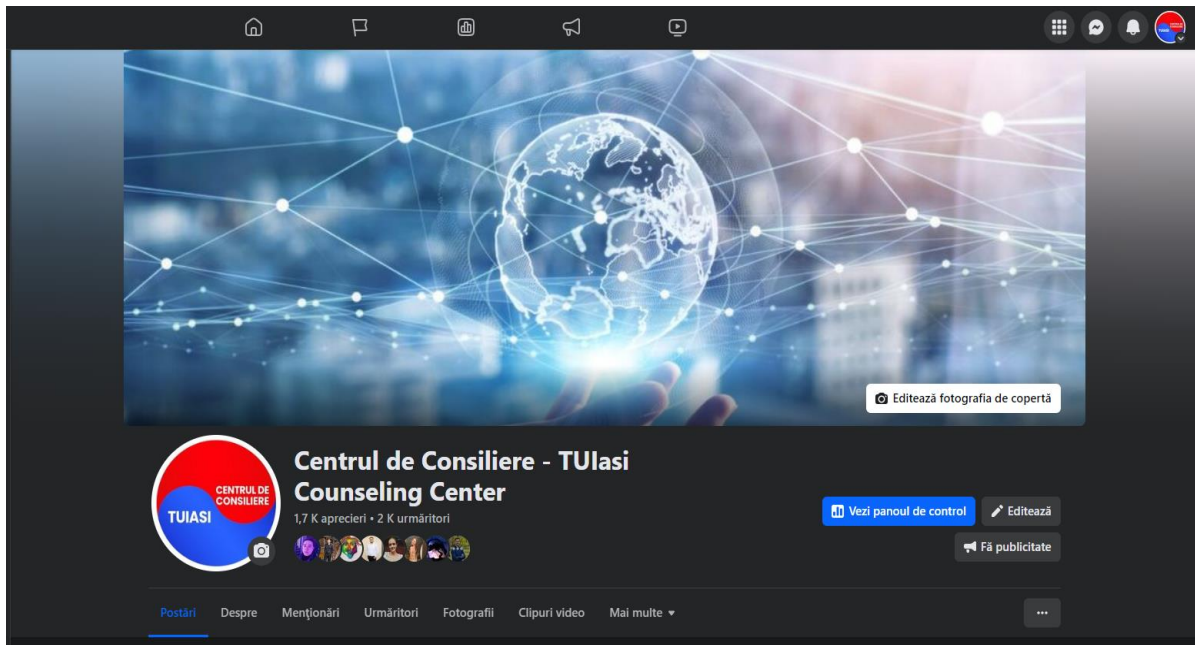 Editează fotografia de copertă
CENTRUL DE
CONSILIERE
TUIASI
Centrul de Consiliere - TUIasi
Counseling Center
1,7 K aprecieri • 2 K urmăritori
Vezi panoul de control
Editează
Fă publicitate
Postări Despre Menționări Urmăritori Fotografii Clipuri video Mai multe